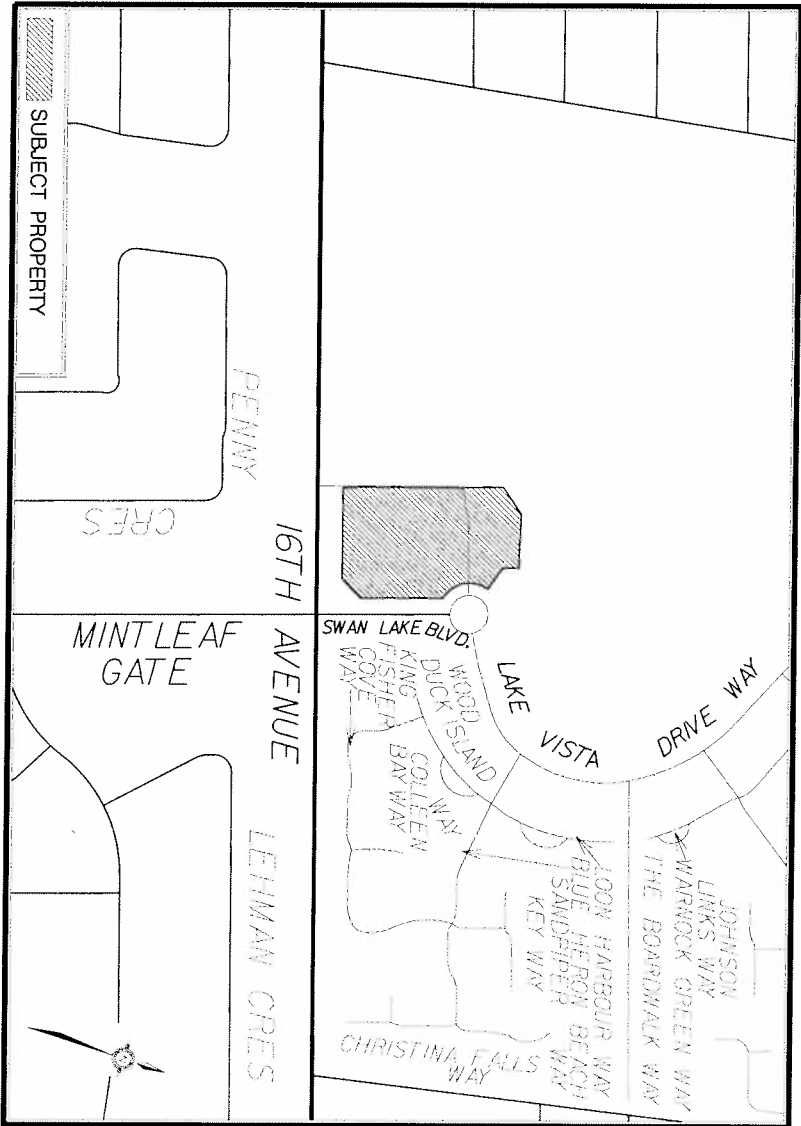 SUBJECT PROPERTY
PENNY
CRES
16TH AVENUE
MINTLEAF
GATE
LEHMAN CRES
SWAN LAKE BLVD.
LAKE VISTA DRIVE WAY
WOOD
DUCK ISLAND
WAY
KING
FISHER
COVE
WAY
COLLEEN
BAY WAY
LOON HARBOUR WAY
BLUE HERON BEACH
WAY
SANDPIPER
KEY WAY
THE BOARDWALK WAY
WARNOCK GREEN WAY
JOHNSON
LINKS WAY
CHRISTINA FALLS
WAY